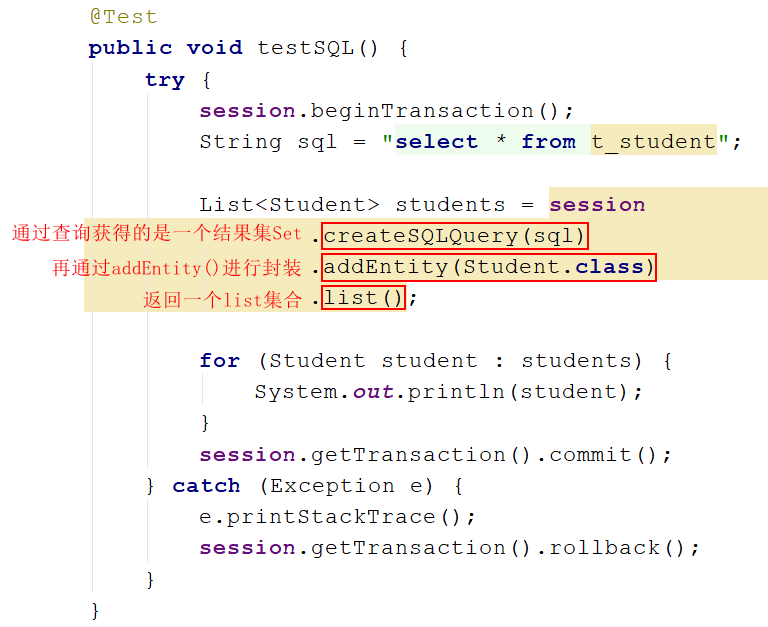 @Test
public void testSQL() {
try {
session.beginTransaction();
String sql = "select * from t_student";
List<Student> students = session
通过查询获得的是一个结果集Set .createSQLQuery(sql)
再通过addEntity()进行封装 .addEntity(Student.class)
返回一个list集合 .list();
for (Student student : students) {
System.out.println(student);
}
session.getTransaction().commit();
} catch (Exception e) {
e.printStackTrace();
session.getTransaction().rollback();
}
}